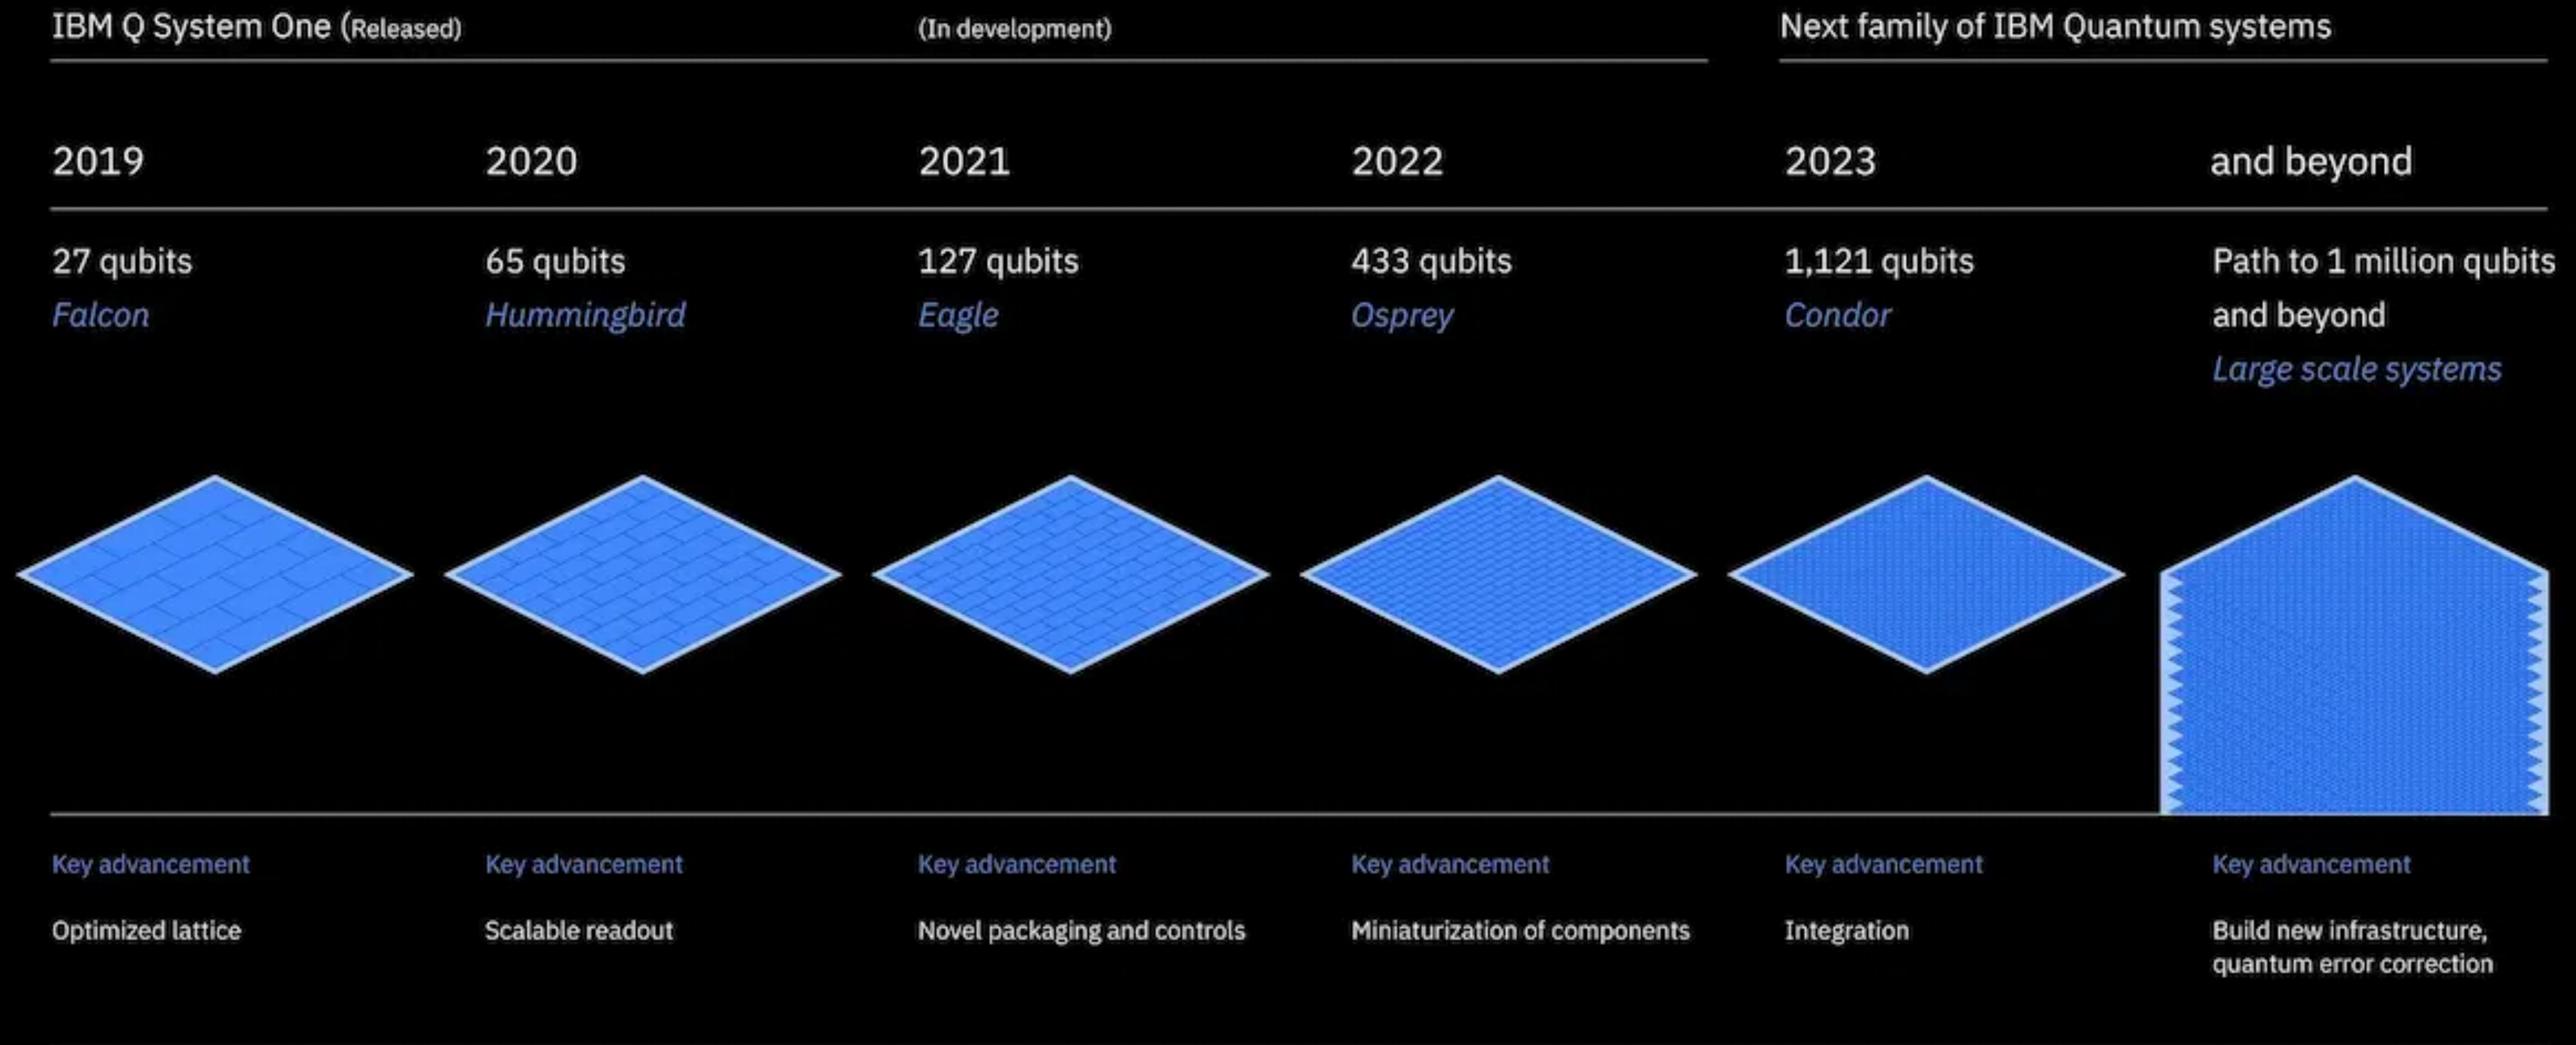 IBM Q System One (Released)
(In development)
Next family of IBM Quantum systems
2019
2020
2021
2022
2023
and beyond
27 qubits
Falcon
65 qubits
Hummingbird
127 qubits
Eagle
433 qubits
Osprey
1,121 qubits
Condor
Path to 1 million qubits
and beyond
Large scale systems
Key advancement
Optimized lattice
Key advancement
Scalable readout
Key advancement
Novel packaging and controls
Key advancement
Miniaturization of components
Key advancement
Integration
Key advancement
Build new infrastructure,
quantum error correction